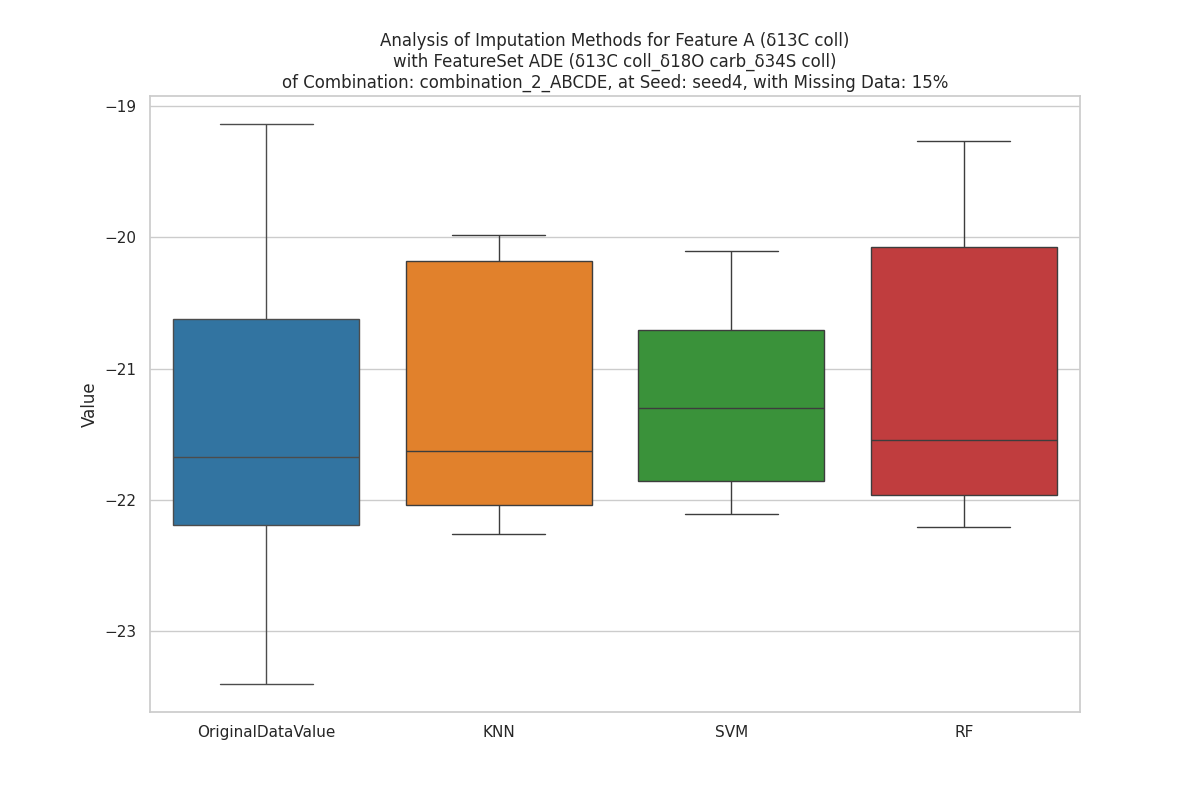 Analysis of Imputation Methods for Feature A (δ13C coll)
with FeatureSet ADE (δ13C coll_δ18O carb_δ34S coll)
of Combination: combination_2_ABCDE, at Seed: seed4, with Missing Data: 15%
−19
−20
−21
−22
−23
Value
OriginalDataValue
KNN
SVM
RF